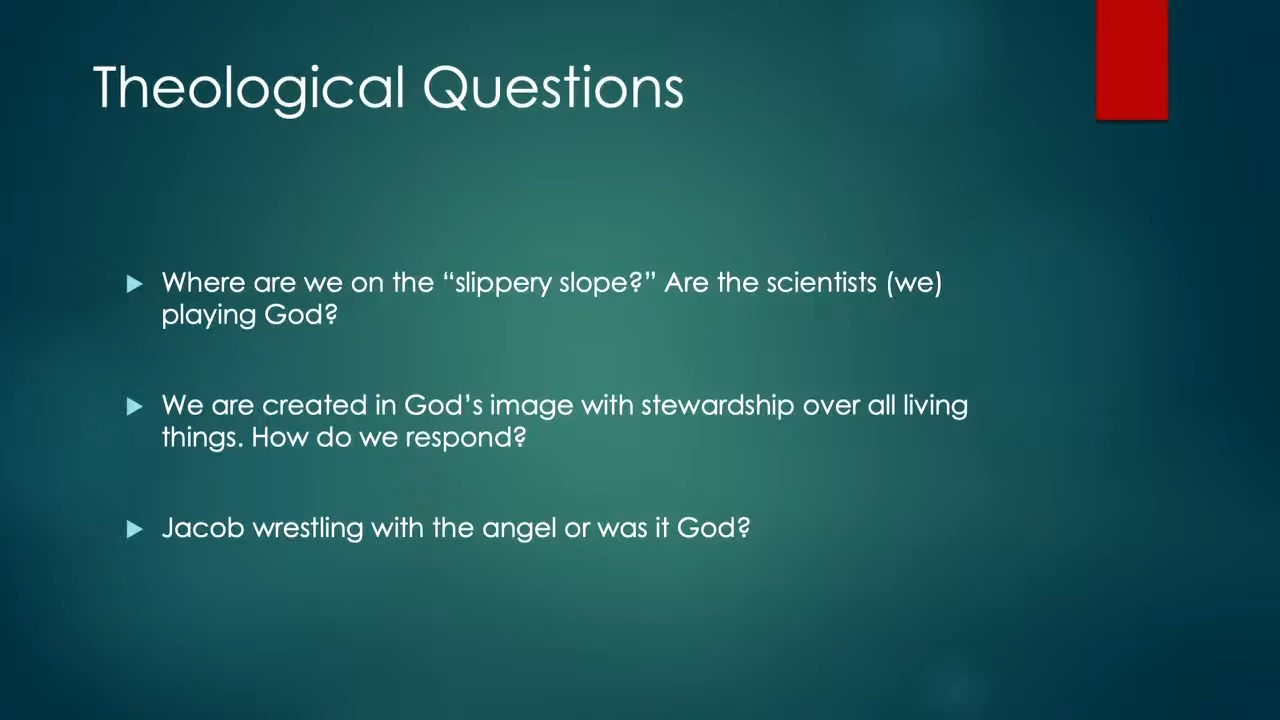 Theological Questions
Where are we on the “slippery slope?” Are the scientists (we)
playing God?
We are created in God’s image with stewardship over all living
things. How do we respond?
Jacob wrestling with the angel or was it God?